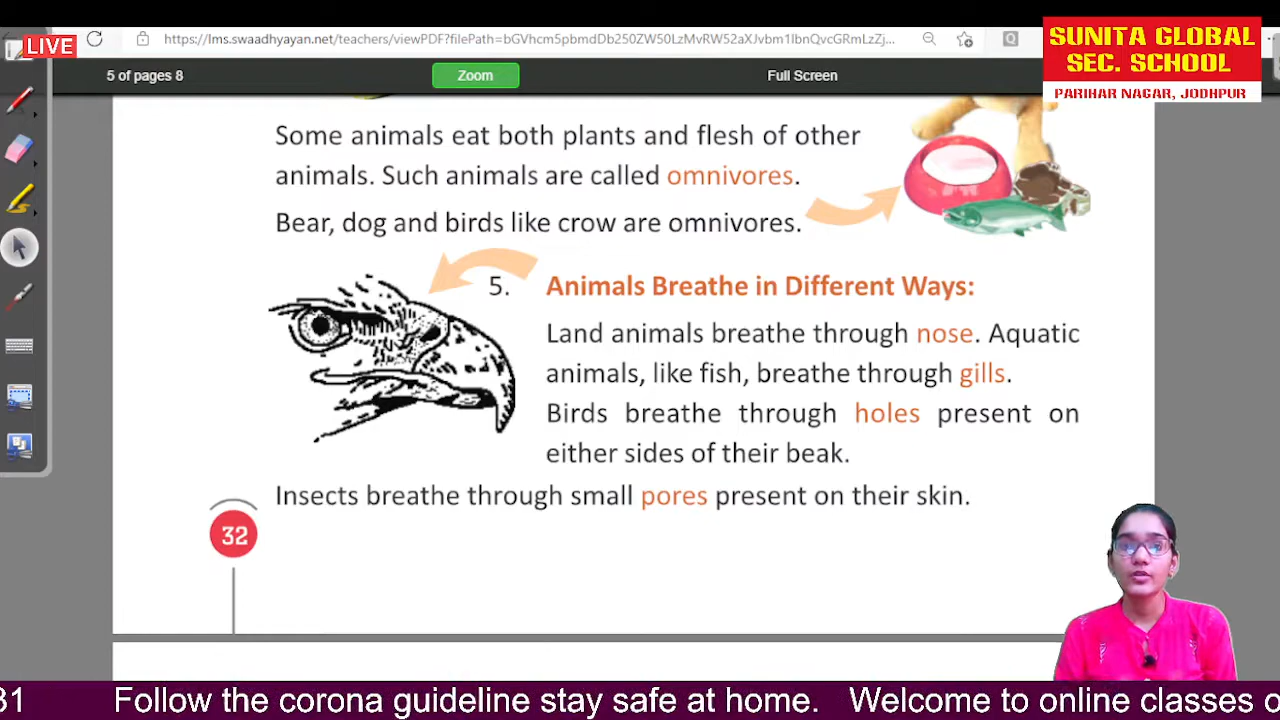 LIVE
https://lms.swaadhyayan.net/teachers/viewPDF?filePath=bGVhcm5pbmdDb250ZW50LzMvRW52aXJvbm1lbnQvcGRmLzZj...
SUNITA GLOBAL
SEC. SCHOOL
PARIHAR NAGAR, JODHPUR
5 of pages 8
Zoom
Full Screen
Some animals eat both plants and flesh of other
animals. Such animals are called omnivores.
Bear, dog and birds like crow are omnivores.
5. Animals Breathe in Different Ways:
Land animals breathe through nose. Aquatic
animals, like fish, breathe through gills.
Birds breathe through holes present on
either sides of their beak.
Insects breathe through small pores present on their skin.
32
31 Follow the corona guideline stay safe at home. Welcome to online classes o